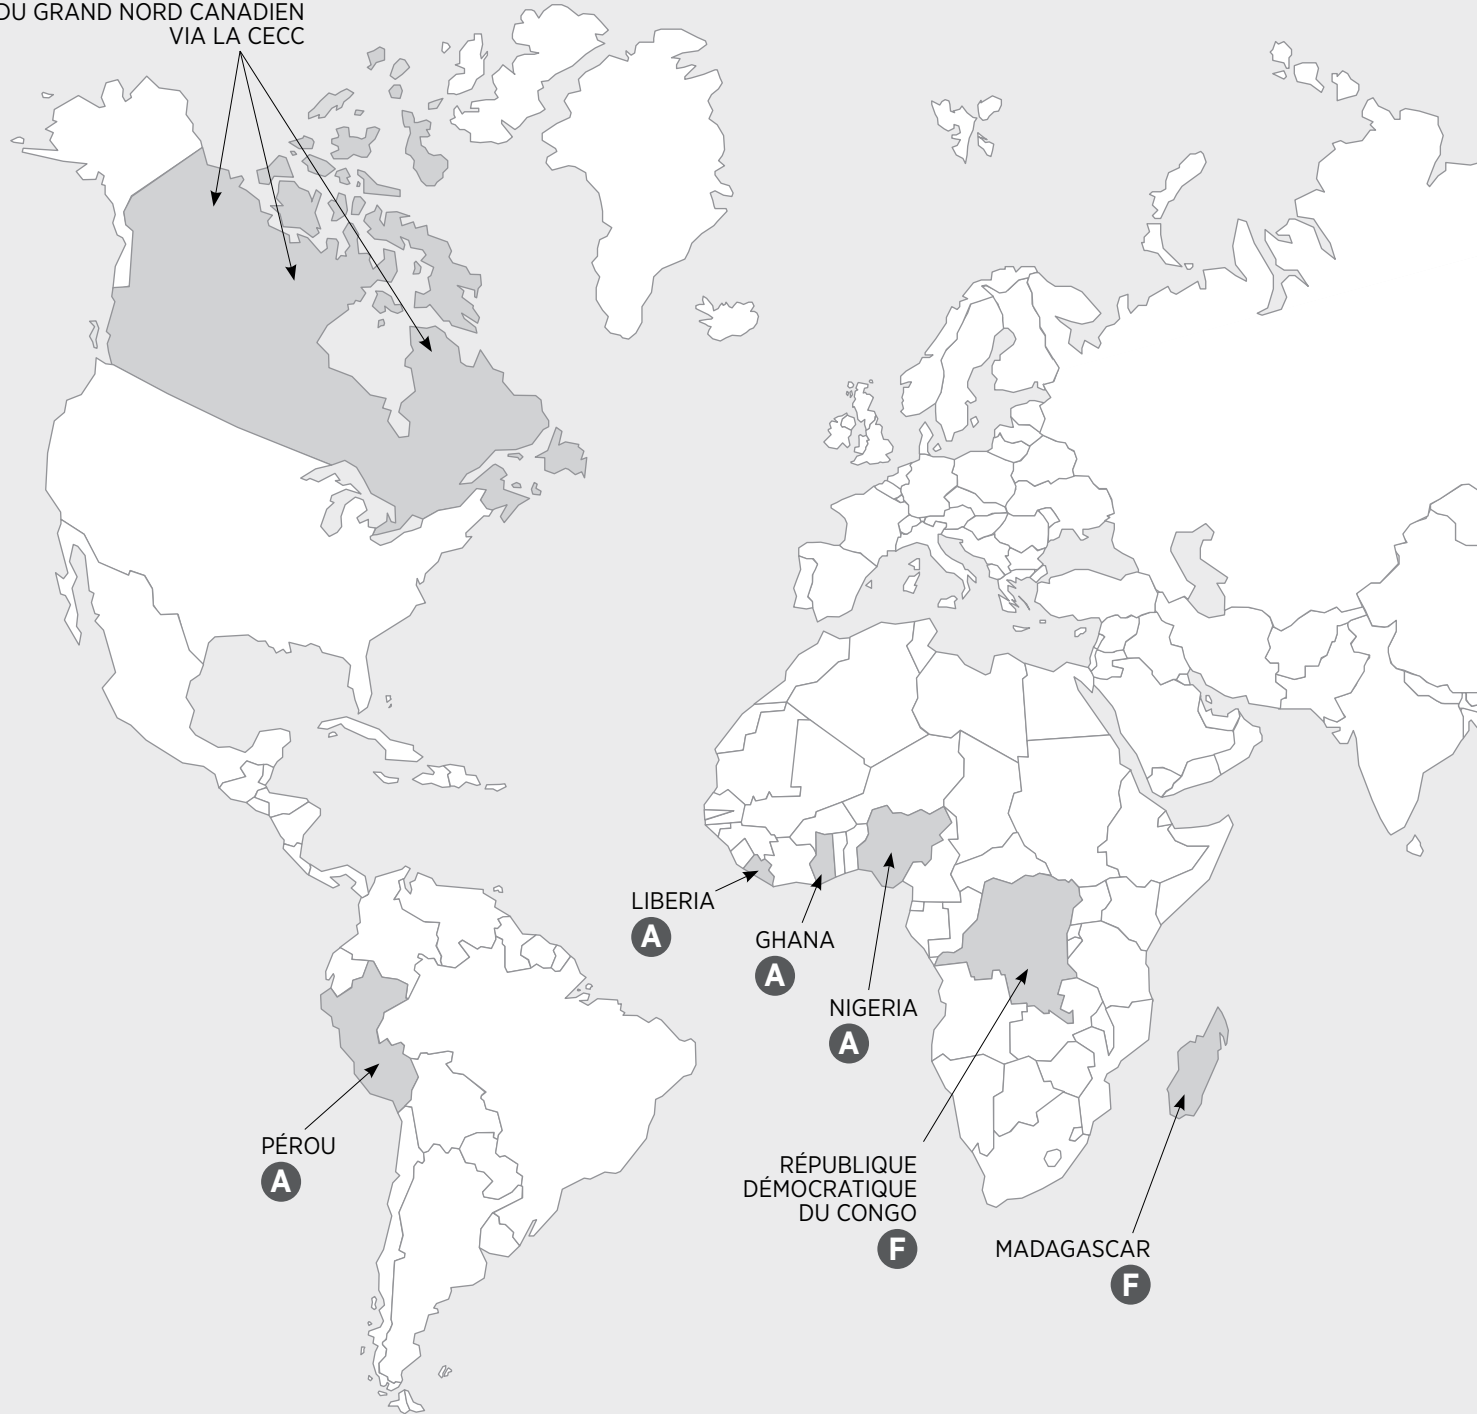 DU GRAND NORD CANADIEN
VIA LA CECC
LIBERIA
A
GHANA
A
NIGERIA
A
PÉROU
A
RÉPUBLIQUE
DÉMOCRATIQUE
DU CONGO
F
MADAGASCAR
F